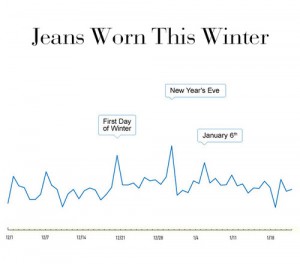 Jeans Worn This Winter
New Year's Eve
First Day
of Winter
January 6th
12/1 12/7 12/14 12/21 12/28 1/4 1/11 1/18